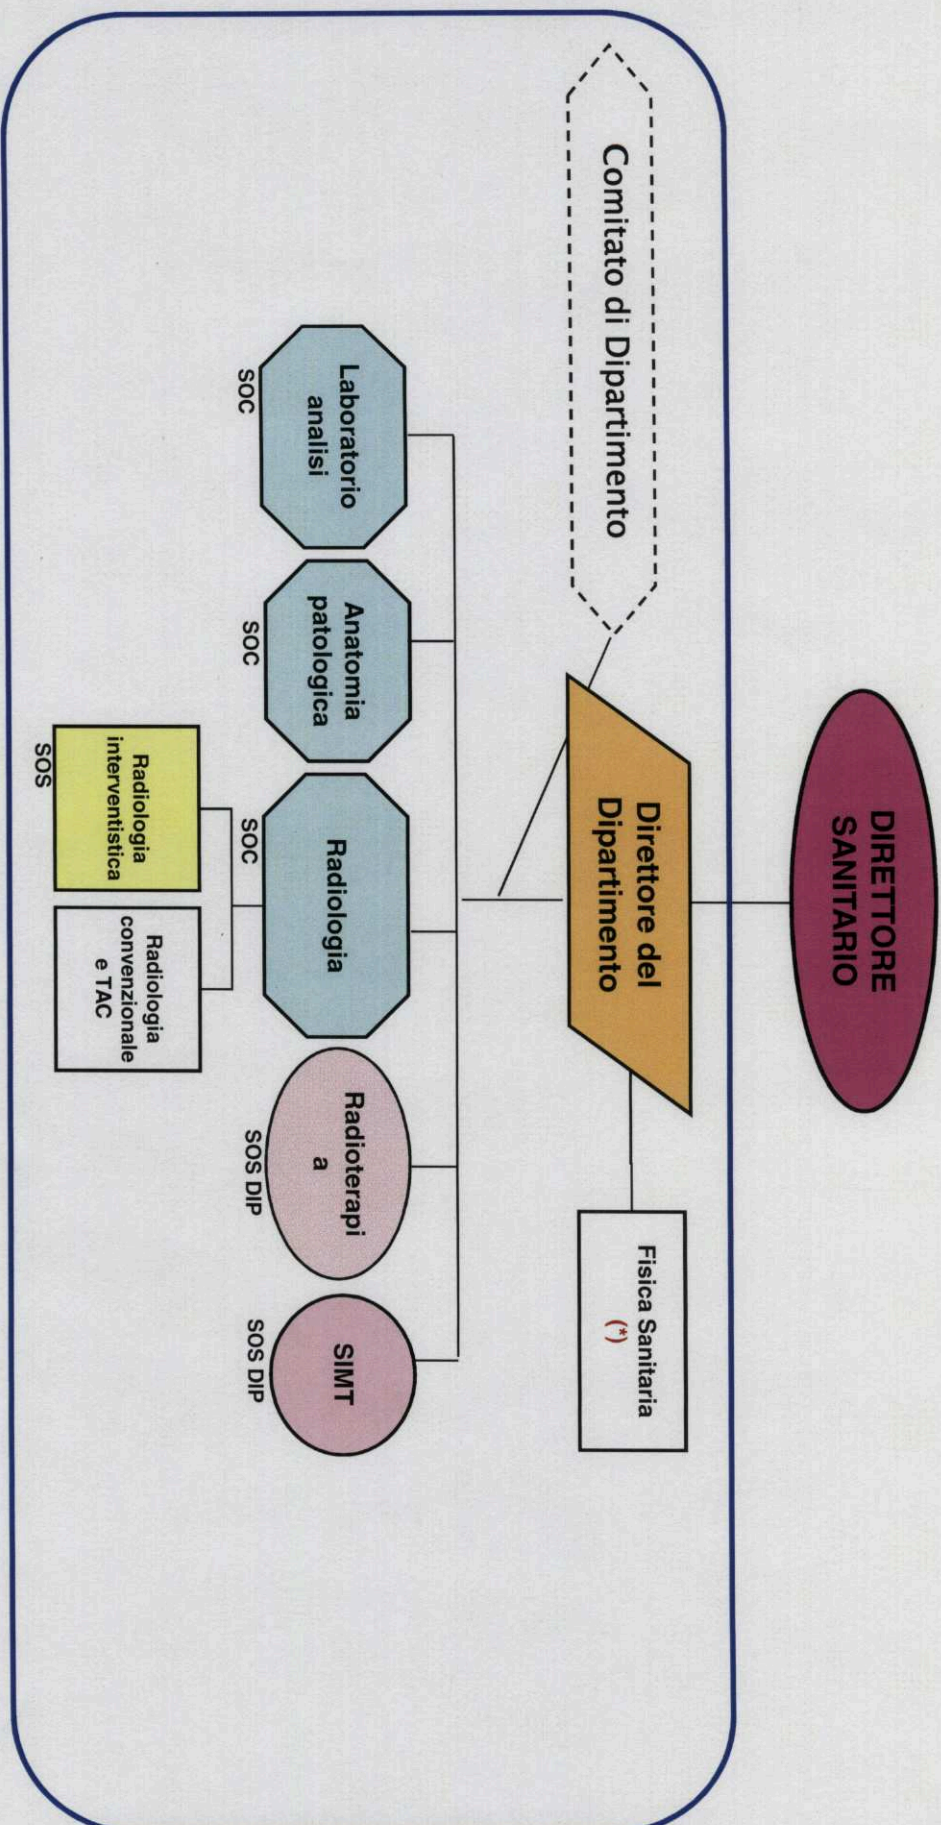 DIRETTORE
SANITARIO
Comitato di Dipartimento
Direttore del
Dipartimento
Fisica Sanitaria
(*)
Laboratorio
analisi
SOC
Anatomia
patologica
SOC
Radiologia
SOC
Radioterapi
a
SOS DIP
SIMT
SOS DIP
Radiologia
interventistica
SOS
Radiologia
convenzionale
e TAC